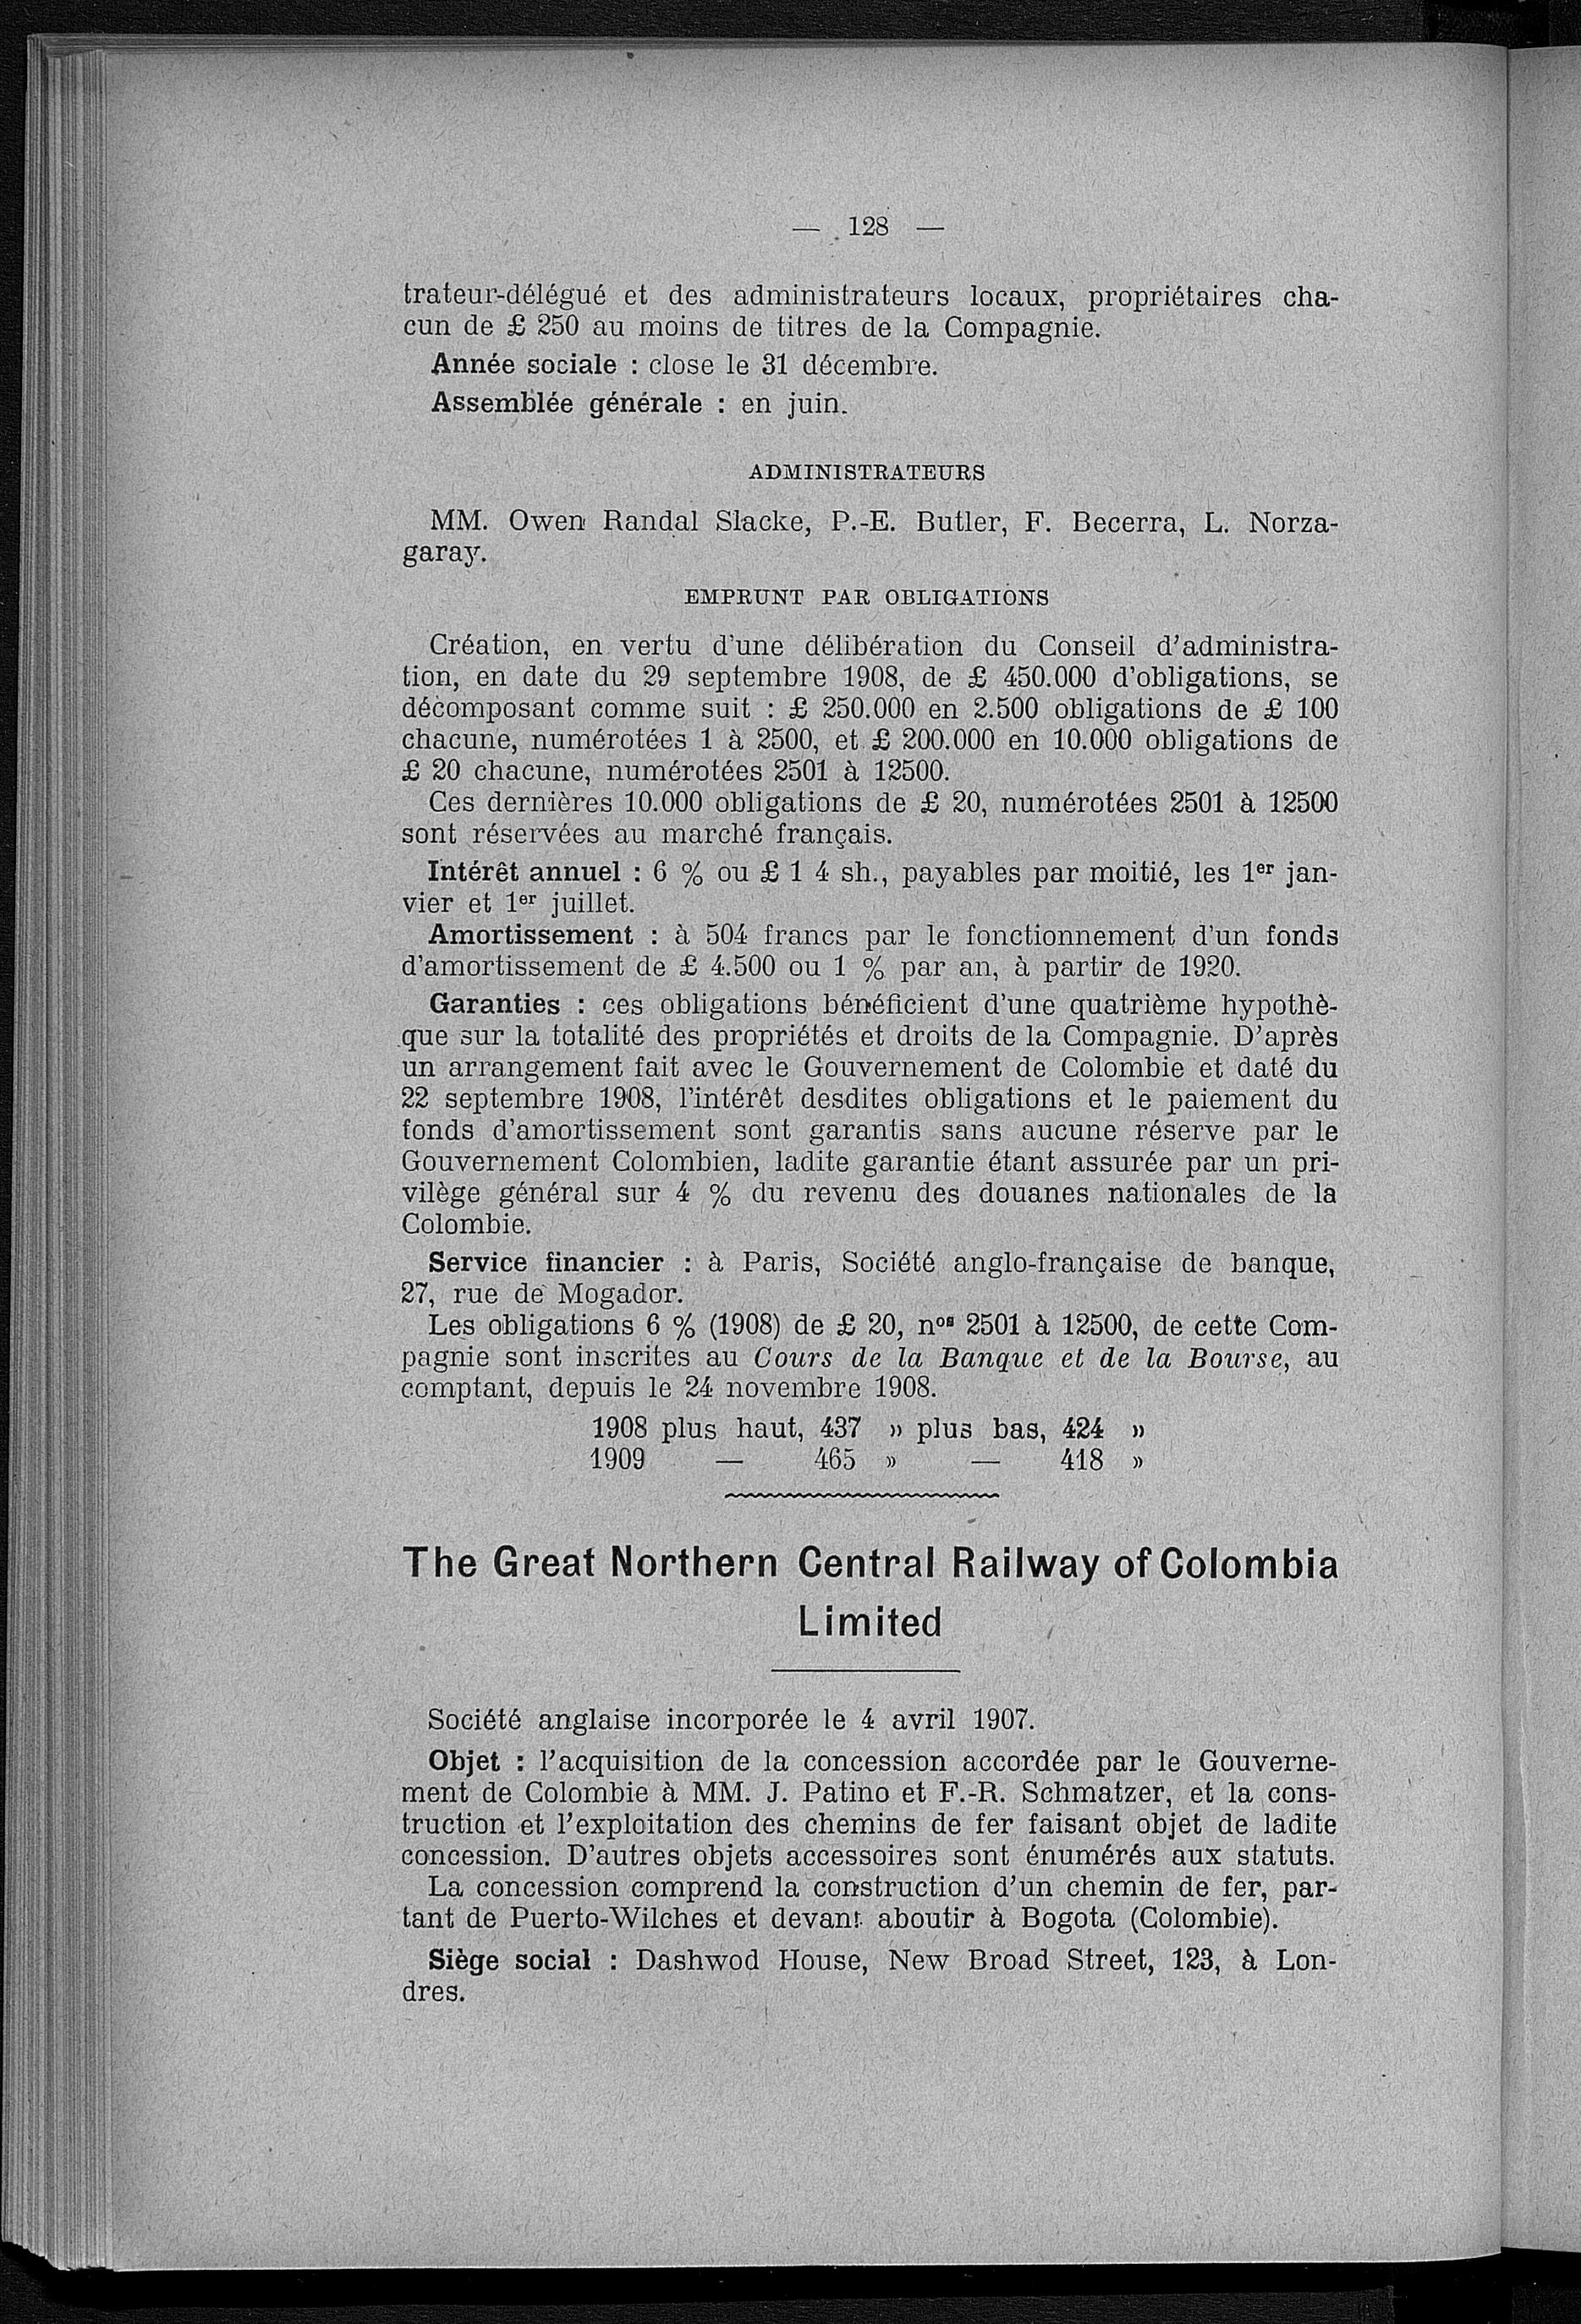 — 128 —
trateur-délégué et des administrateurs locaux, propriétaires cha-
cun de £ 250 au moins de titres de la Compagnie.
Année sociale : close le 31 décembre.
Assemblée générale : en juin.
ADMINISTRATEURS
MM. Owen Randal Slacke, P.-E. Butler, F. Becerra, L. Norza-
garay.
EMPRUNT PAR OBLIGATIONS
Création, en vertu d'une délibération du Conseil d'administra-
tion, en date du 29 septembre 1908, de £ 450.000 d'obligations, se
décomposant comme suit : £ 250.000 en 2.500 obligations de £ 100
chacune, numérotées 1 à 2500, et £ 200.000 en 10.000 obligations de
£ 20 chacune, numérotées 2501 à 12500.
Ces dernières 10.000 obligations de £ 20, numérotées 2501 à 12500
sont réservées au marché français.
Intérêt annuel : 6 % ou £ 1 4 sh., payables par moitié, les 1er jan-
vier et 1er juillet.
Amortissement : à 504 francs par le fonctionnement d'un fonds
d'amortissement de £ 4.500 ou 1 % par an, à partir de 1920.
Garanties : ces obligations bénéficient d'une quatrième hypothè-
que sur la totalité des propriétés et droits de la Compagnie. D'après
un arrangement fait avec le Gouvernement de Colombie et daté du
22 septembre 1908, l'intérêt desdites obligations et le paiement du
fonds d'amortissement sont garantis sans aucune réserve par le
Gouvernement Colombien, ladite garantie étant assurée par un pri-
vilège général sur 4 % du revenu des douanes nationales de la
Colombie.
Service financier : à Paris, Société anglo-française de banque,
27, rue de Mogador.
Les obligations 6 % (1908) de £ 20, nos 2501 à 12500, de cette Com-
pagnie sont inscrites au Cours de la Banque et de la Bourse, au
comptant, depuis le 24 novembre 1908.
1908 plus haut, 437 » plus bas, 424 »
1909 — 465 » — 418 »
The Great Northern Central Railway of Colombia
Limited
Société anglaise incorporée le 4 avril 1907.
Objet : l'acquisition de la concession accordée par le Gouverne-
ment de Colombie à MM. J. Patino et F.-R. Schmatzer, et la cons-
truction et l'exploitation des chemins de fer faisant objet de ladite
concession. D'autres objets accessoires sont énumérés aux statuts.
La concession comprend la construction d'un chemin de fer, par-
tant de Puerto-Wilches et devant aboutir à Bogota (Colombie).
Siège social : Dashwod House, New Broad Street, 123, à Lon-
dres.